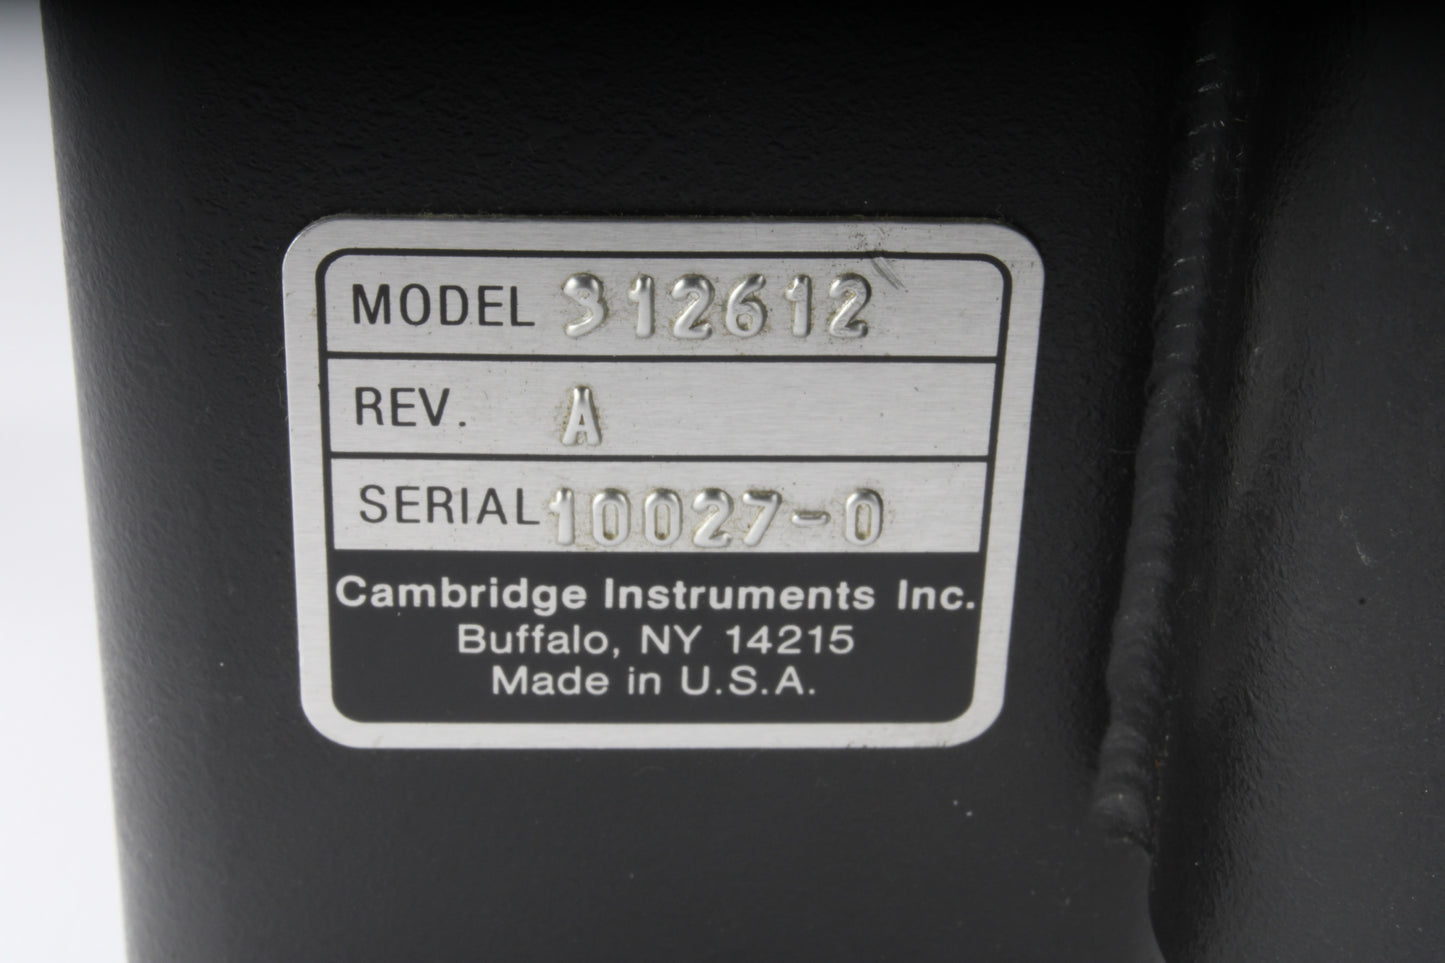 MODEL 312612
REV. A
SERIAL 10027-0
Cambridge Instruments Inc.
Buffalo, NY 14215
Made in U.S.A.